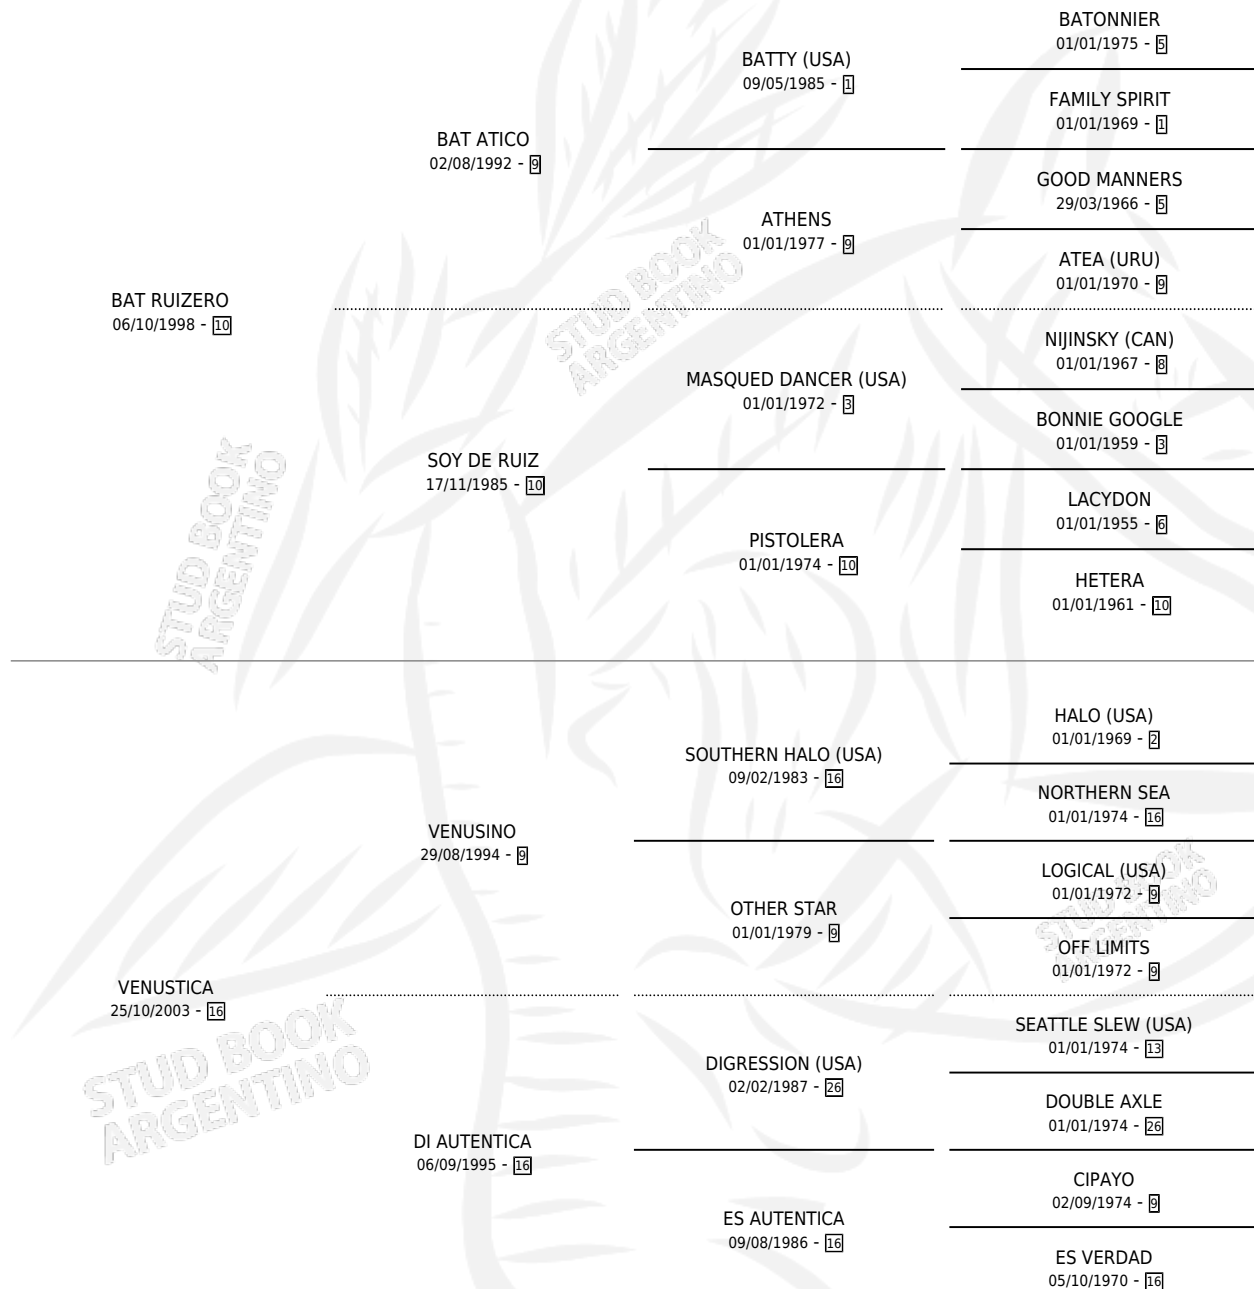 BATONNIER
01/01/1975 - 5
BATTY (USA)
09/05/1985 - 1
FAMILY SPIRIT
01/01/1969 - 1
BAT ATICO
02/08/1992 - 9
GOOD MANNERS
29/03/1966 - 5
ATHENS
01/01/1977 - 9
ATEA (URU)
01/01/1970 - 9
BAT RUIZERO
06/10/1998 - 10
NIJINSKY (CAN)
01/01/1967 - 8
MASQUED DANCER (USA)
01/01/1972 - 3
BONNIE GOOGLE
01/01/1959 - 3
SOY DE RUIZ
17/11/1985 - 10
LACYDON
01/01/1955 - 6
PISTOLERA
01/01/1974 - 10
HETERA
01/01/1961 - 10
HALO (USA)
01/01/1969 - 2
SOUTHERN HALO (USA)
09/02/1983 - 16
NORTHERN SEA
01/01/1974 - 16
VENUSINO
29/08/1994 - 9
LOGICAL (USA)
01/01/1972 - 9
OTHER STAR
01/01/1979 - 9
OFF LIMITS
01/01/1972 - 9
VENUSTICA
25/10/2003 - 16
SEATTLE SLEW (USA)
01/01/1974 - 13
DIGRESSION (USA)
02/02/1987 - 26
DOUBLE AXLE
01/01/1974 - 26
DI AUTENTICA
06/09/1995 - 16
CIPAYO
02/09/1974 - 9
ES AUTENTICA
09/08/1986 - 16
ES VERDAD
05/10/1970 - 16
STUD BOOK
ARGENTINO
STUD BOOK
ARGENTINO
STUD BOOK
ARGENTINO
STUD BOOK
ARGENTINO